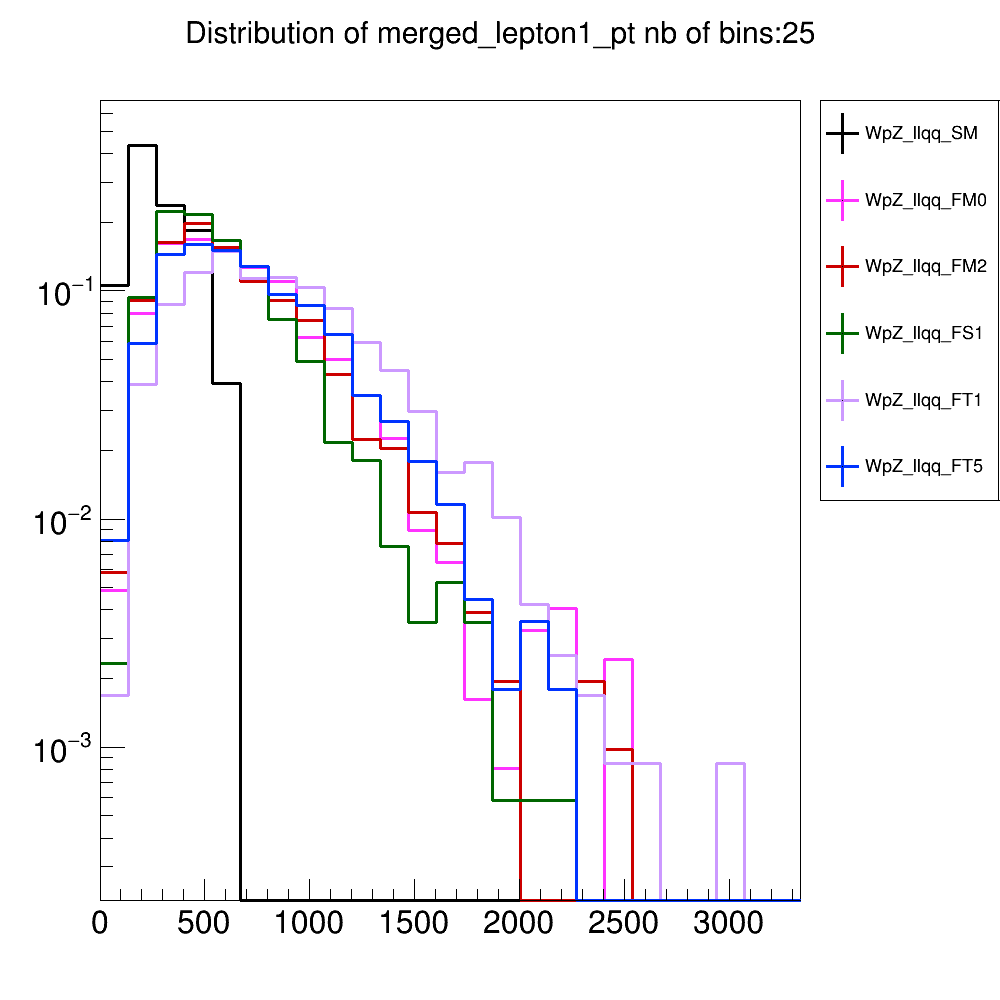 Distribution of merged_lepton1_pt nb of bins:25
WpZ_llqq_SM
WpZ_llqq_FM0
WpZ_llqq_FM2
WpZ_llqq_FS1
WpZ_llqq_FT1
WpZ_llqq_FT5
10⁻¹
10⁻²
10⁻³
0 500 1000 1500 2000 2500 3000